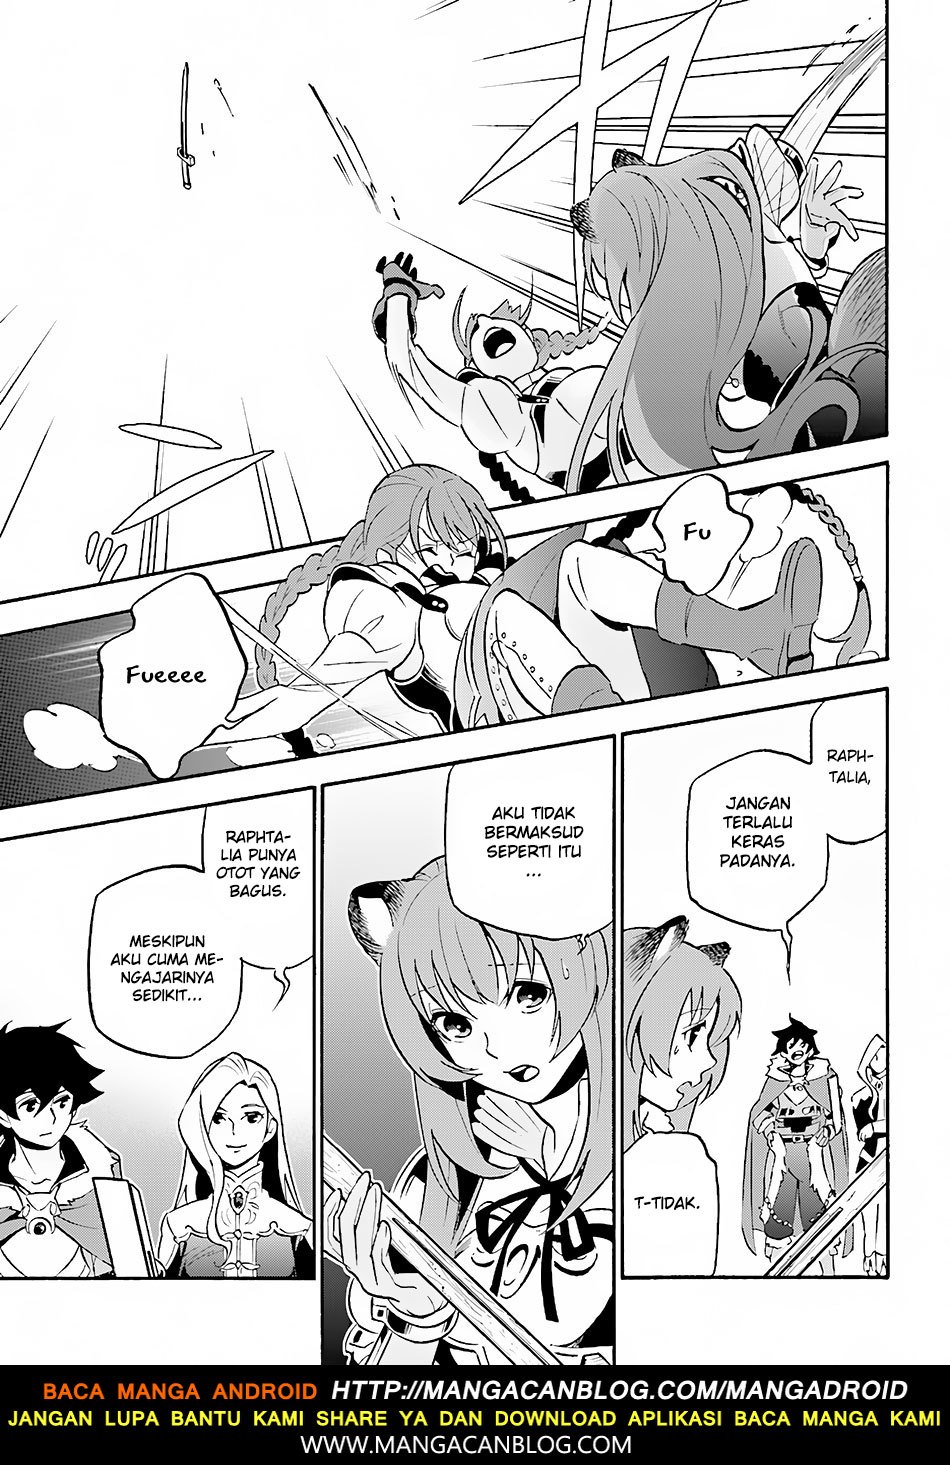 Fu
Fueeee
RAPH-
TALIA,
JANGAN
TERLALU
KERAS
PADANYA.
T-TIDAK.
AKU TIDAK
BERMAKSUD
SEPERTI ITU
...
RAPHTA-
LIA PUNYA
OTOT YANG
BAGUS.
MESKIPUN
AKU CUMA ME-
NGAJARINYA
SEDIKIT...
BACA MANGA ANDROID HTTP://MANGACANBLOG.COM/MANGADROID
JANGAN LUPA BANTU KAMI SHARE YA DAN DOWNLOAD APLIKASI BACA MANGA KAMI
WWW.MANGACANBLOG.COM